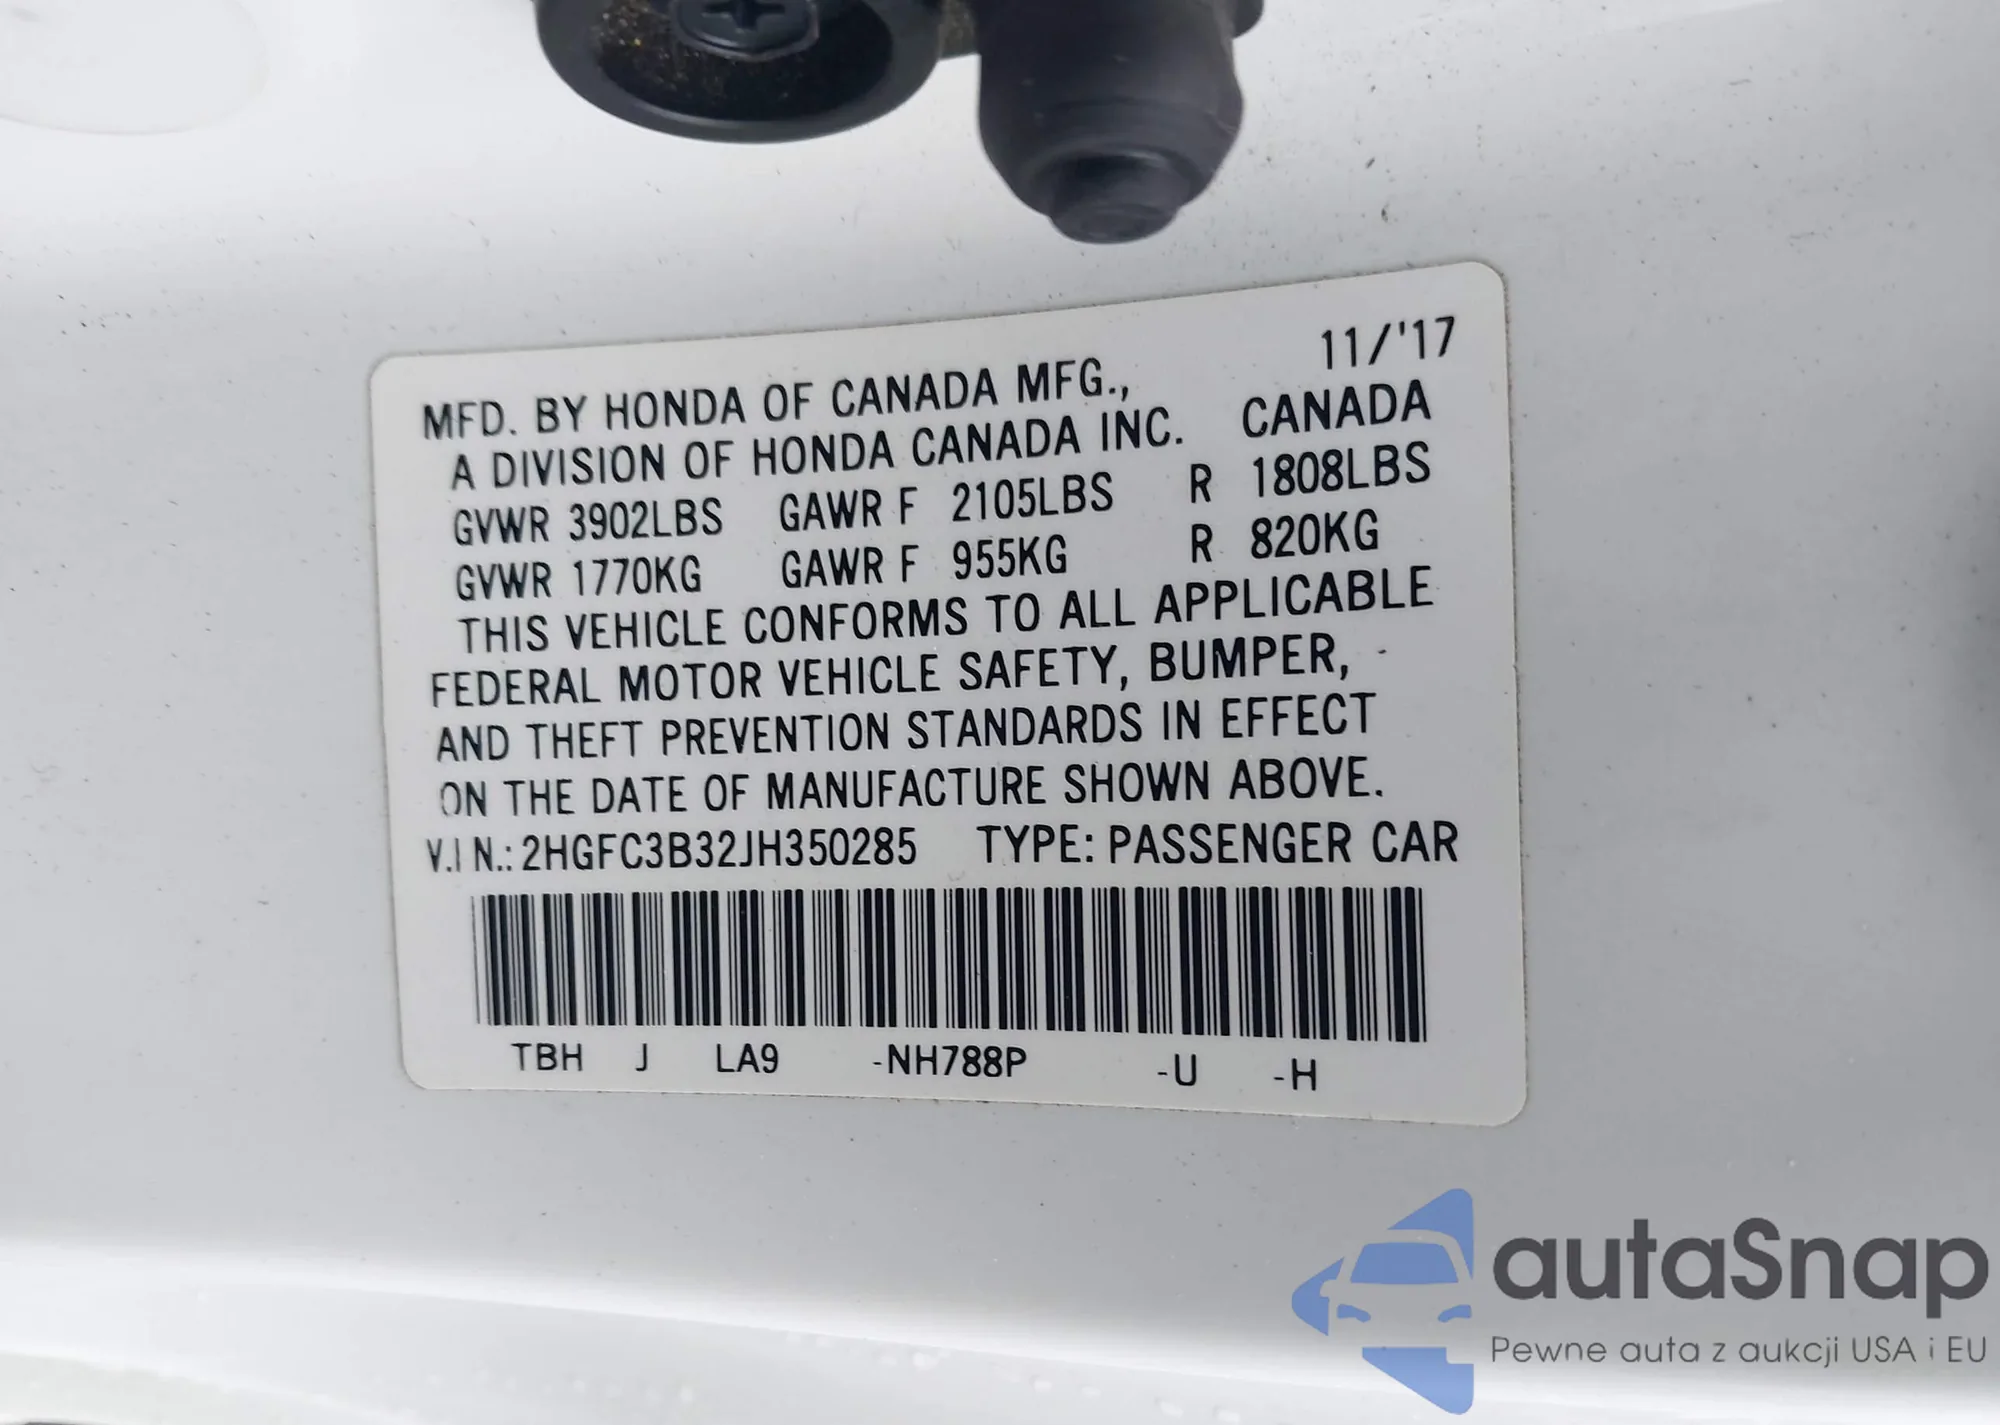 11/'17
MFD. BY HONDA OF CANADA MFG.,
A DIVISION OF HONDA CANADA INC. CANADA
GVWR 3902LBS GAWR F 2105LBS R 1808LBS
GVWR 1770KG GAWR F 955KG R 820KG
THIS VEHICLE CONFORMS TO ALL APPLICABLE
FEDERAL MOTOR VEHICLE SAFETY, BUMPER,
AND THEFT PREVENTION STANDARDS IN EFFECT
ON THE DATE OF MANUFACTURE SHOWN ABOVE.
V.I N.: 2HGFC3B32JH350285 TYPE: PASSENGER CAR
TBH J LA9 -NH788P -U -H
autaSnap
Pewne auta z aukcji USA i EU